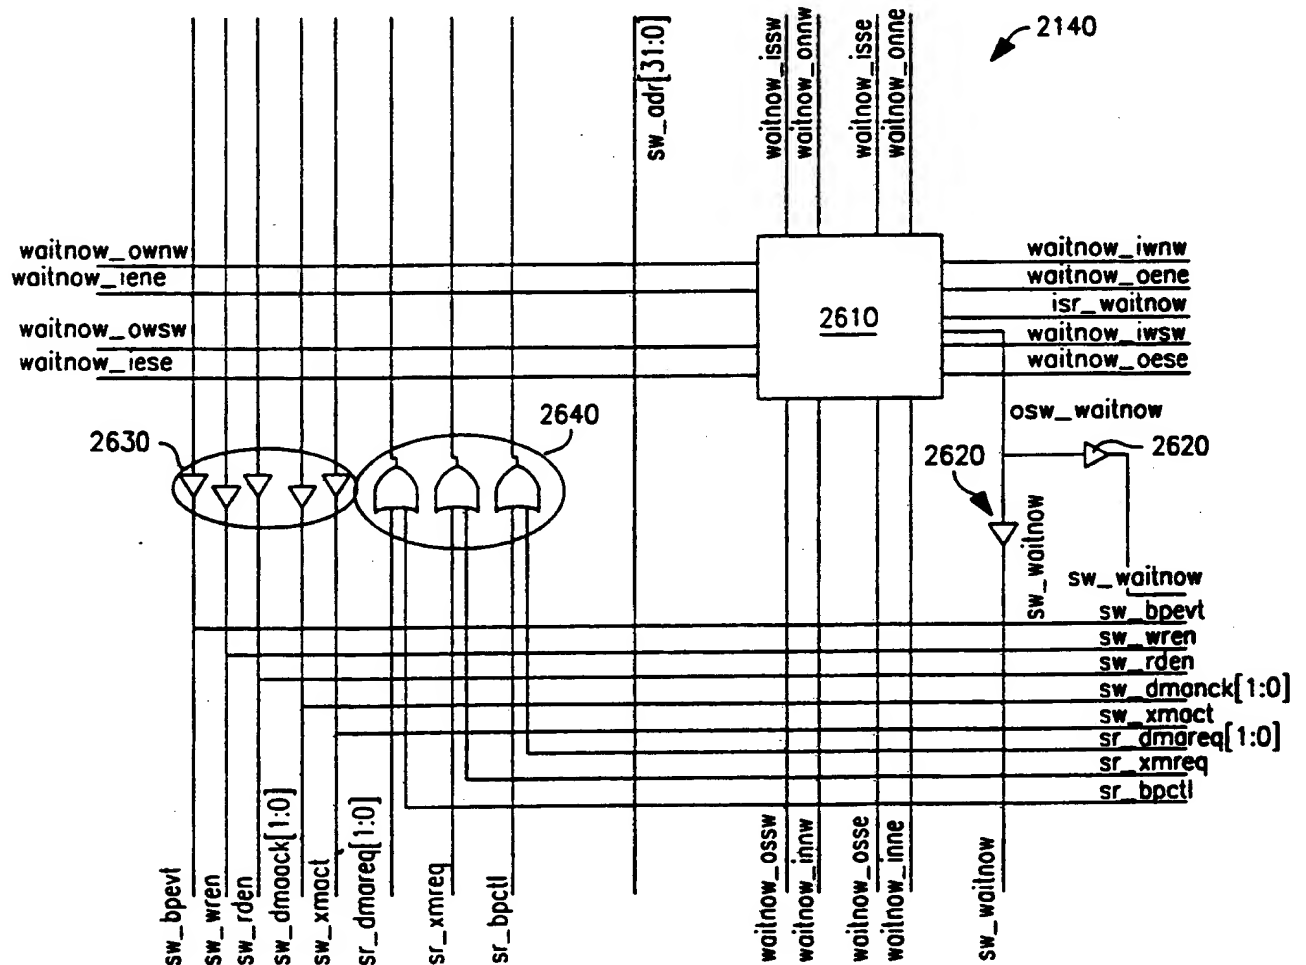 sw_adr[31:0]
waitnow_issw
waitnow_onnw
waitnow_isse
waitnow_onne
2140
waitnow_ownw
waitnow_iene
waitnow_owsw
waitnow_iese
2610
waitnow_iwnw
waitnow_oene
isr_waitnow
waitnow_iwsw
waitnow_oese
osw_waitnow
2630
2640
2620
2620
sw_waitnow
sw_waitnow
sw_bpevt
sw_wren
sw_rden
sw_dmanck[1:0]
sw_xmact
sr_dmareq[1:0]
sr_xmreq
sr_bpctl
sw_bpevt
sw_wren
sw_rden
sw_dmaack[1:0]
sw_xmact
sr_dmareq[1:0]
sr_xmreq
sr_bpctl
waitnow_ossw
waitnow_innw
waitnow_osse
waitnow_inne
sw_waitnow